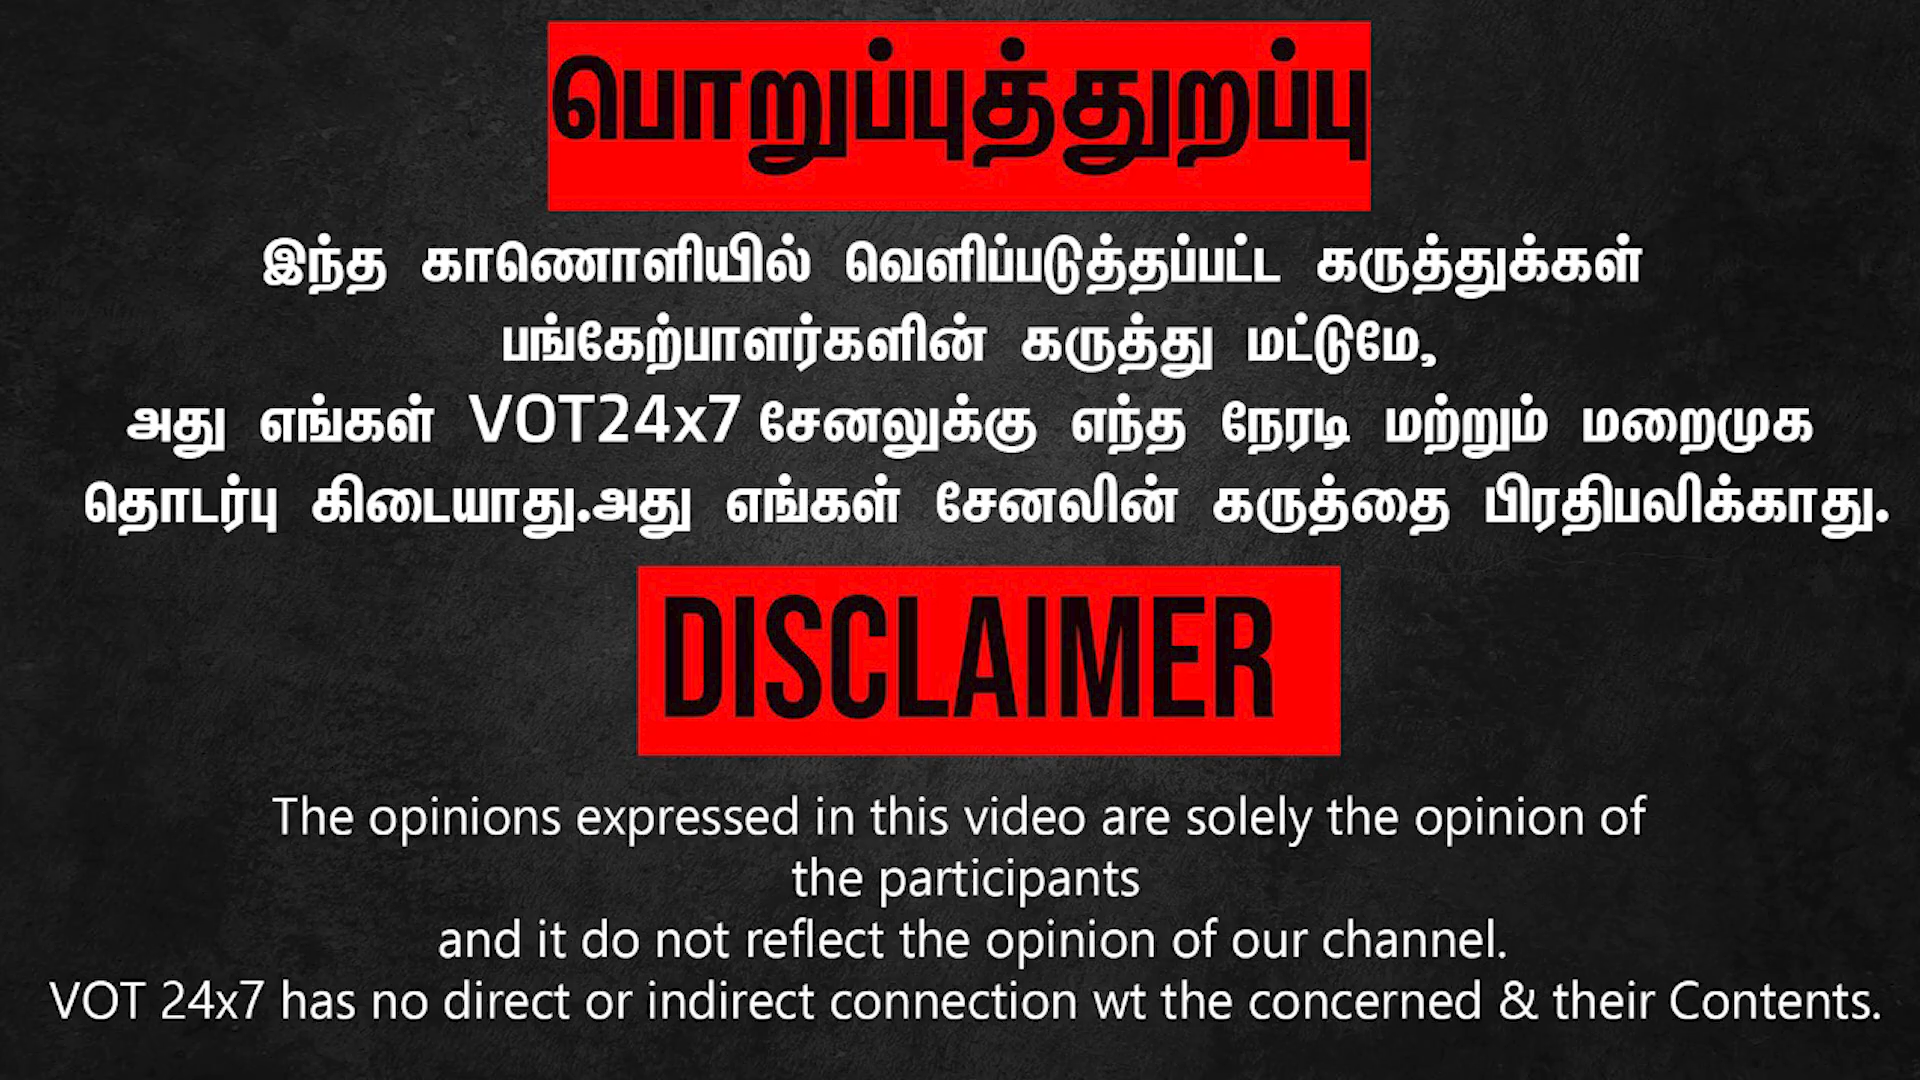 பொறுப்புத்துறப்பு
இந்த காணொளியில் வெளிப்படுத்தப்பட்ட கருத்துக்கள்
பங்கேற்பாளர்களின் கருத்து மட்டுமே,
அது எங்கள் VOT24x7 சேனலுக்கு எந்த நேரடி மற்றும் மறைமுக
தொடர்பு கிடையாது.அது எங்கள் சேனலின் கருத்தை பிரதிபலிக்காது.
DISCLAIMER
The opinions expressed in this video are solely the opinion of
the participants
and it do not reflect the opinion of our channel.
VOT 24x7 has no direct or indirect connection wt the concerned & their Contents.